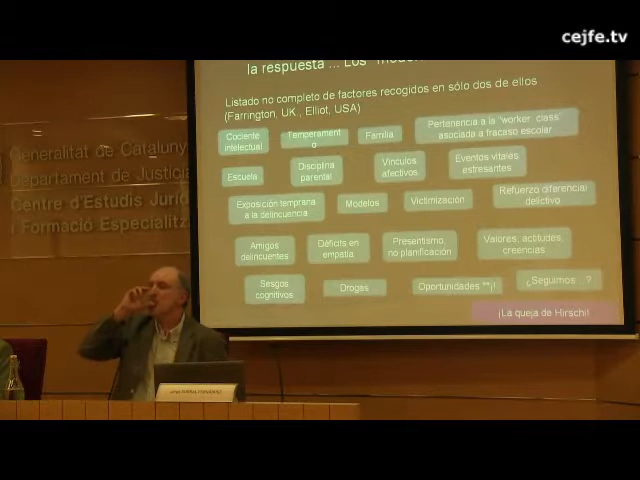 cejfe.tv
la respuesta ... Los
Listado no completo de factores recogidos en sólo dos de ellos
(Farrington, UK., Elliot, USA)
Cociente
intelectual
Temperament
o
Familia
Pertenencia a la "worker class"
asociada a fracaso escolar
Escuela
Disciplina
parental
Vínculos
afectivos
Eventos vitales
estresantes
Exposición temprana
a la delincuencia
Modelos
Victimización
Refuerzo diferencial
delictivo
Amigos
delincuentes
Déficits en
empatía
Presentismo,
no planificación
Valores, actitudes,
creencias
Sesgos
cognitivos
Drogas
Oportunidades
¿Seguimos ..?
¡La queja de Hirschi!
Generalitat de Catalunya
Departament de Justícia
Centre d'Estudis Juríd
i Formació Especialitz